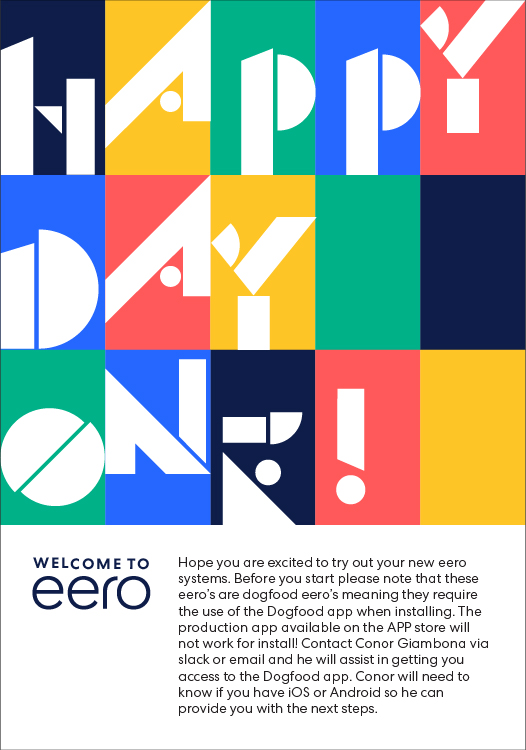 HAPPY
DAY
ONE!
WELCOME TO
eero
Hope you are excited to try out your new eero
systems. Before you start please note that these
eero's are dogfood eero's meaning they require
the use of the Dogfood app when installing. The
production app available on the APP store will
not work for install! Contact Conor Giambona via
slack or email and he will assist in getting you
access to the Dogfood app. Conor will need to
know if you have iOS or Android so he can
provide you with the next steps.